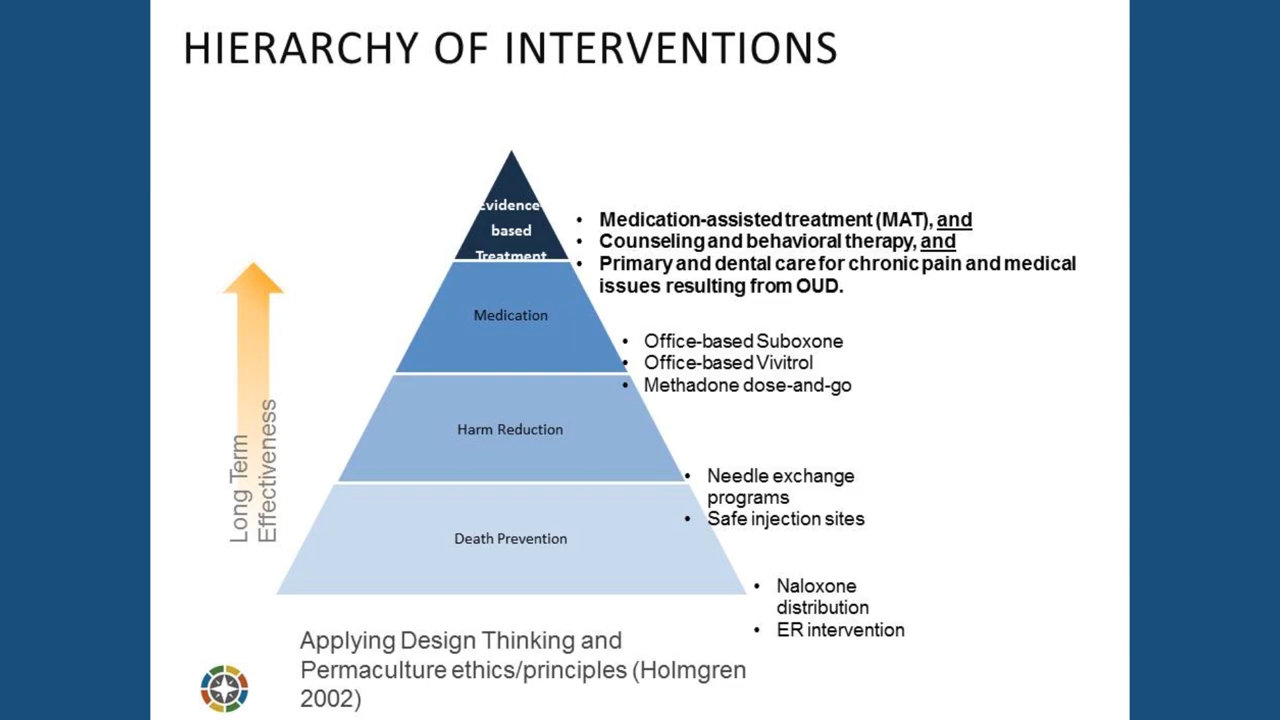 HIERARCHY OF INTERVENTIONS
Evidence-
based
Treatment
• Medication-assisted treatment (MAT), and
• Counseling and behavioral therapy, and
• Primary and dental care for chronic pain and medical
issues resulting from OUD.
Medication
• Office-based Suboxone
• Office-based Vivitrol
• Methadone dose-and-go
Long Term
Effectiveness
Harm Reduction
• Needle exchange
programs
• Safe injection sites
Death Prevention
• Naloxone
distribution
• ER intervention
Applying Design Thinking and
Permaculture ethics/principles (Holmgren
2002)